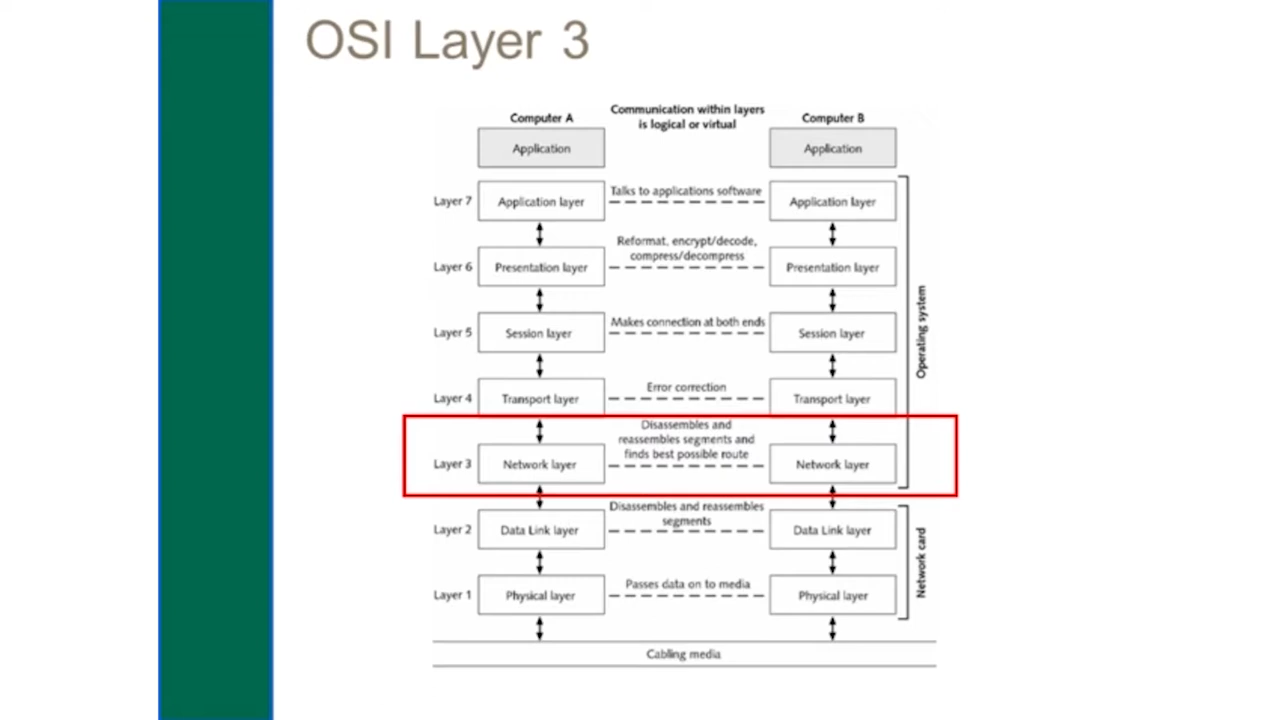 OSI Layer 3
Computer A
Communication within layers
is logical or virtual
Computer B
Application
Application
Layer 7
Application layer
Talks to applications software
Application layer
Reformat, encrypt/decode,
compress/decompress
Layer 6
Presentation layer
Presentation layer
Layer 5
Session layer
Makes connection at both ends
Session layer
Operating system
Layer 4
Transport layer
Error correction
Transport layer
Disassembles and
reassembles segments and
finds best possible route
Layer 3
Network layer
Network layer
Disassembles and reassembles
segments
Layer 2
Data Link layer
Data Link layer
Network card
Layer 1
Physical layer
Passes data on to media
Physical layer
Cabling media